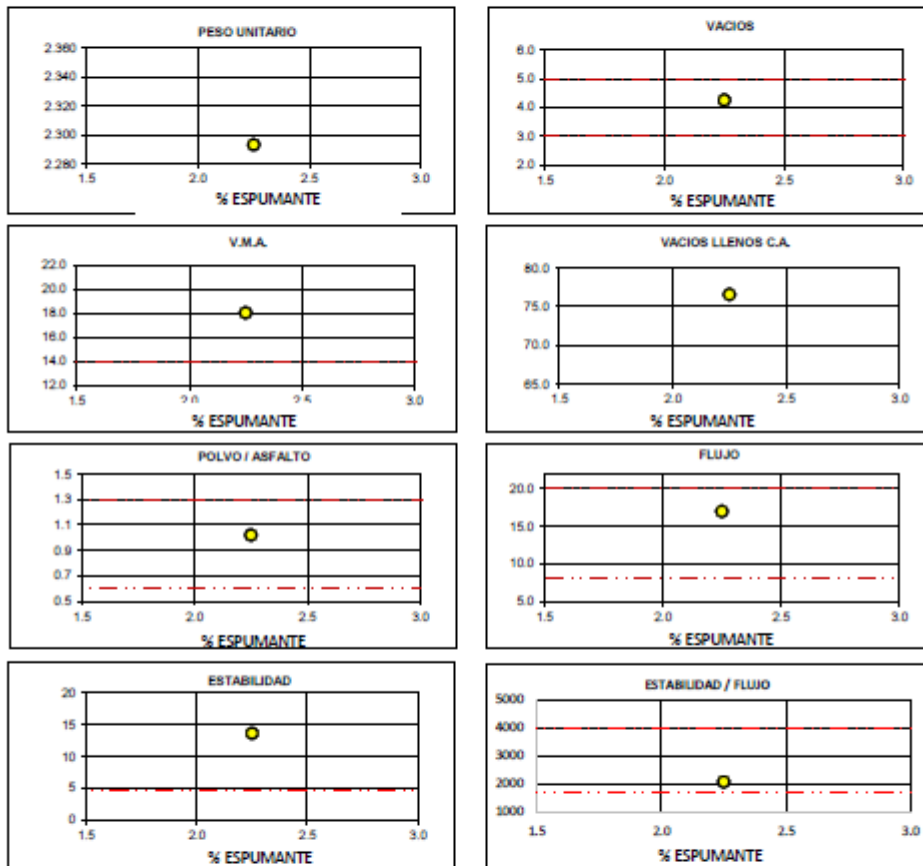 PESO UNITARIO
2.360
2.340
2.320
2.300
2.280
1.5 2.0 2.5 3.0
% ESPUMANTE
VACIOS
6.0
5.0
4.0
3.0
2.0
1.5 2.0 2.5 3.0
% ESPUMANTE
V.M.A.
22.0
20.0
18.0
16.0
14.0
12.0
1.5 2.0 2.5 3.0
% ESPUMANTE
VACIOS LLENOS C.A.
80.0
75.0
70.0
65.0
1.5 2.0 2.5 3.0
% ESPUMANTE
POLVO / ASFALTO
1.5
1.3
1.1
0.9
0.7
0.5
1.5 2.0 2.5 3.0
% ESPUMANTE
FLUJO
20.0
15.0
10.0
5.0
1.5 2.0 2.5 3.0
% ESPUMANTE
ESTABILIDAD
20
15
10
5
0
1.5 2.0 2.5 3.0
% ESPUMANTE
ESTABILIDAD / FLUJO
5000
4000
3000
2000
1000
1.5 2.0 2.5 3.0
% ESPUMANTE